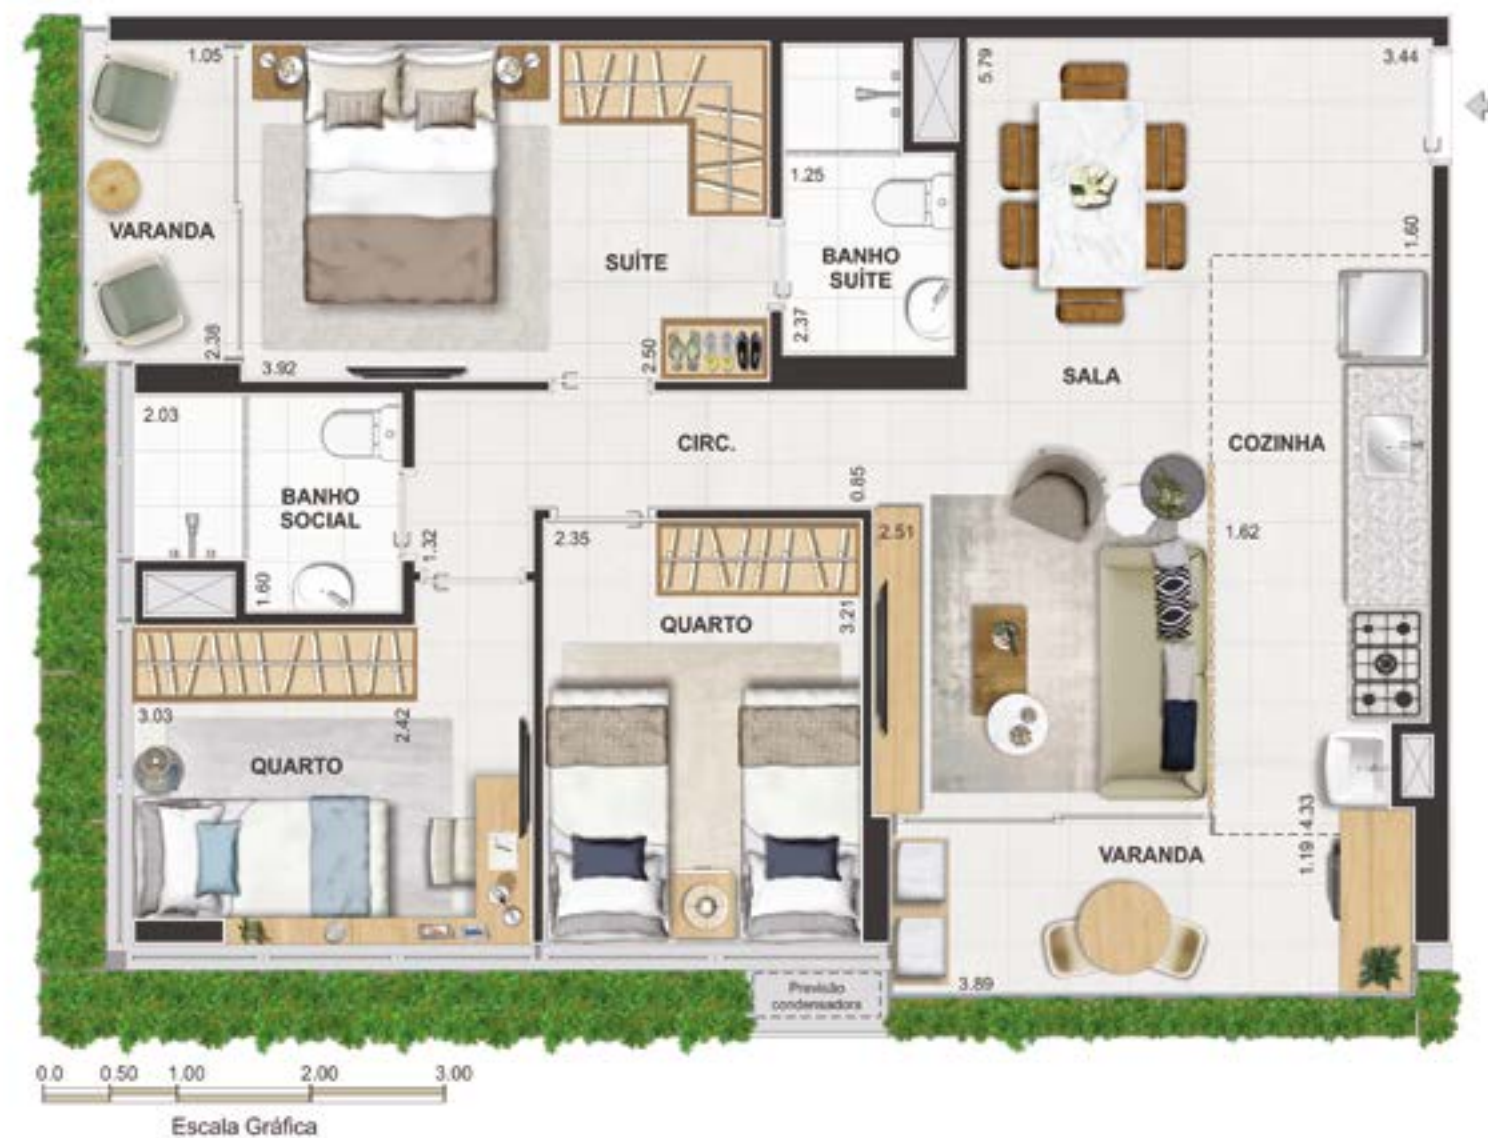 1.05
5.79
3.44
1.25
VARANDA
1.60
SUÍTE
BANHO
SUÍTE
2.38
3.92
2.50
2.37
SALA
2.03
CIRC.
COZINHA
BANHO
SOCIAL
0.85
1.32
2.35
2.51
1.62
1.60
QUARTO
3.21
3.03
2.42
QUARTO
1.19
4.33
VARANDA
3.89
Previsão
condensadora
0.0 0.50 1.00 2.00 3.00
Escala Gráfica